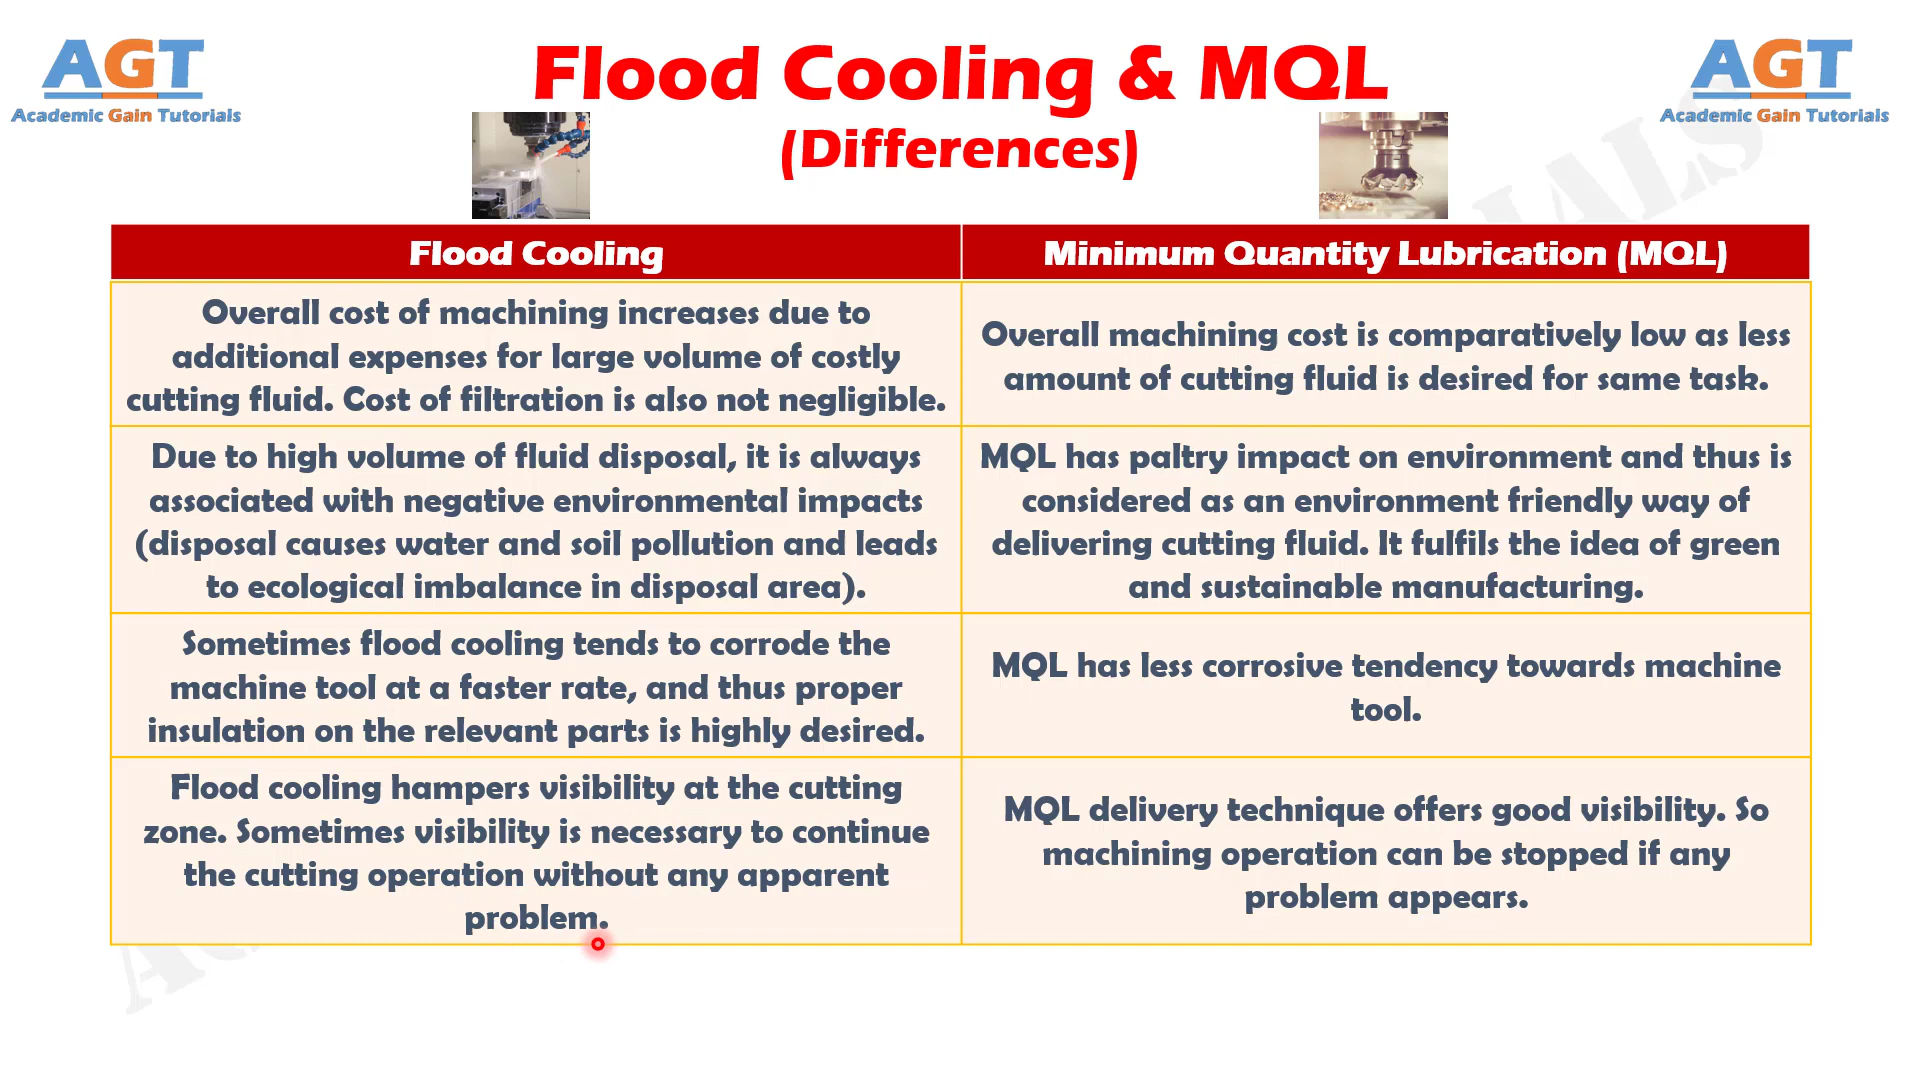 AGT
Academic Gain Tutorials
Flood Cooling & MQL
(Differences)
AGT
Academic Gain Tutorials
Flood Cooling
Minimum Quantity Lubrication (MQL)
Overall cost of machining increases due to
additional expenses for large volume of costly
cutting fluid. Cost of filtration is also not negligible.
Overall machining cost is comparatively low as less
amount of cutting fluid is desired for same task.
Due to high volume of fluid disposal, it is always
associated with negative environmental impacts
(disposal causes water and soil pollution and leads
to ecological imbalance in disposal area).
MQL has paltry impact on environment and thus is
considered as an environment friendly way of
delivering cutting fluid. It fulfils the idea of green
and sustainable manufacturing.
Sometimes flood cooling tends to corrode the
machine tool at a faster rate, and thus proper
insulation on the relevant parts is highly desired.
MQL has less corrosive tendency towards machine
tool.
Flood cooling hampers visibility at the cutting
zone. Sometimes visibility is necessary to continue
the cutting operation without any apparent
problem.
MQL delivery technique offers good visibility. So
machining operation can be stopped if any
problem appears.